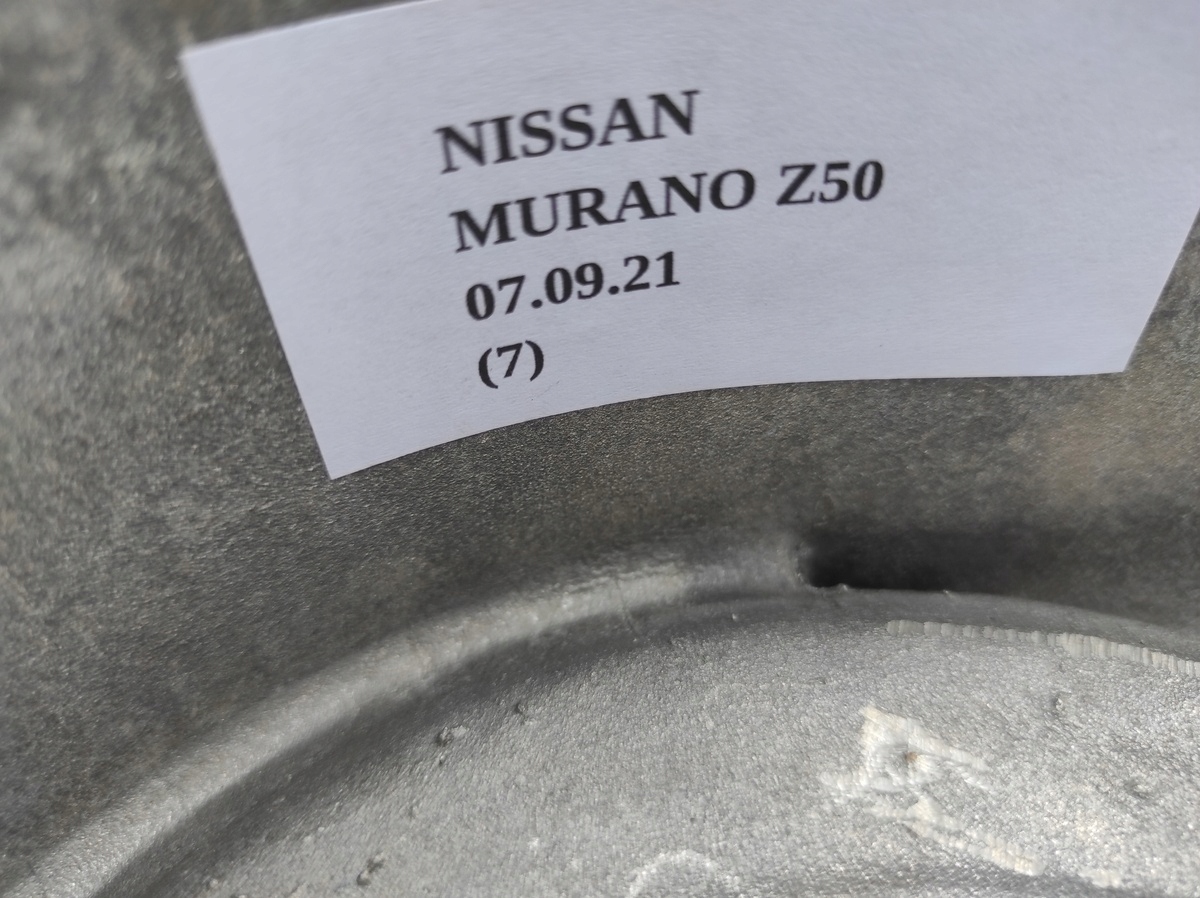 NISSAN
MURANO Z50
07.09.21
(7)